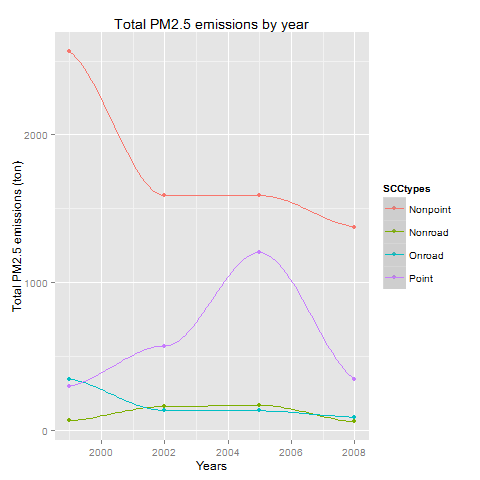 Total PM2.5 emissions by year
Total PM2.5 emissions (ton)
2000
1000
0
2000
2002
2004
2006
2008
Years
SCCtypes
Nonpoint
Nonroad
Onroad
Point